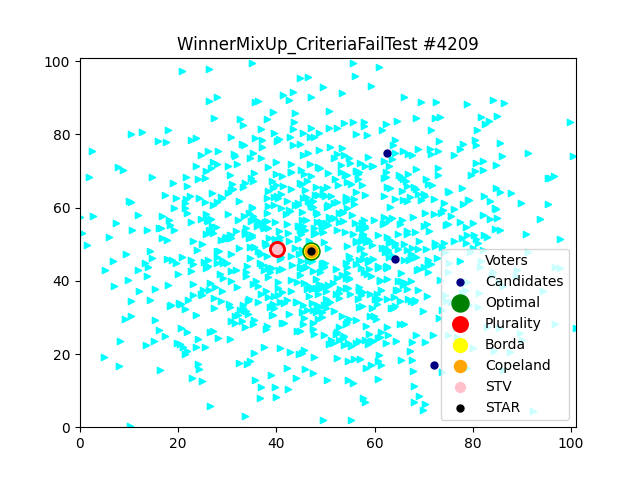 WinnerMixUp_CriteriaFailTest #4209
100
80
60
40
20
0
0 20 40 60 80 100
Voters
Candidates
Optimal
Plurality
Borda
Copeland
STV
STAR